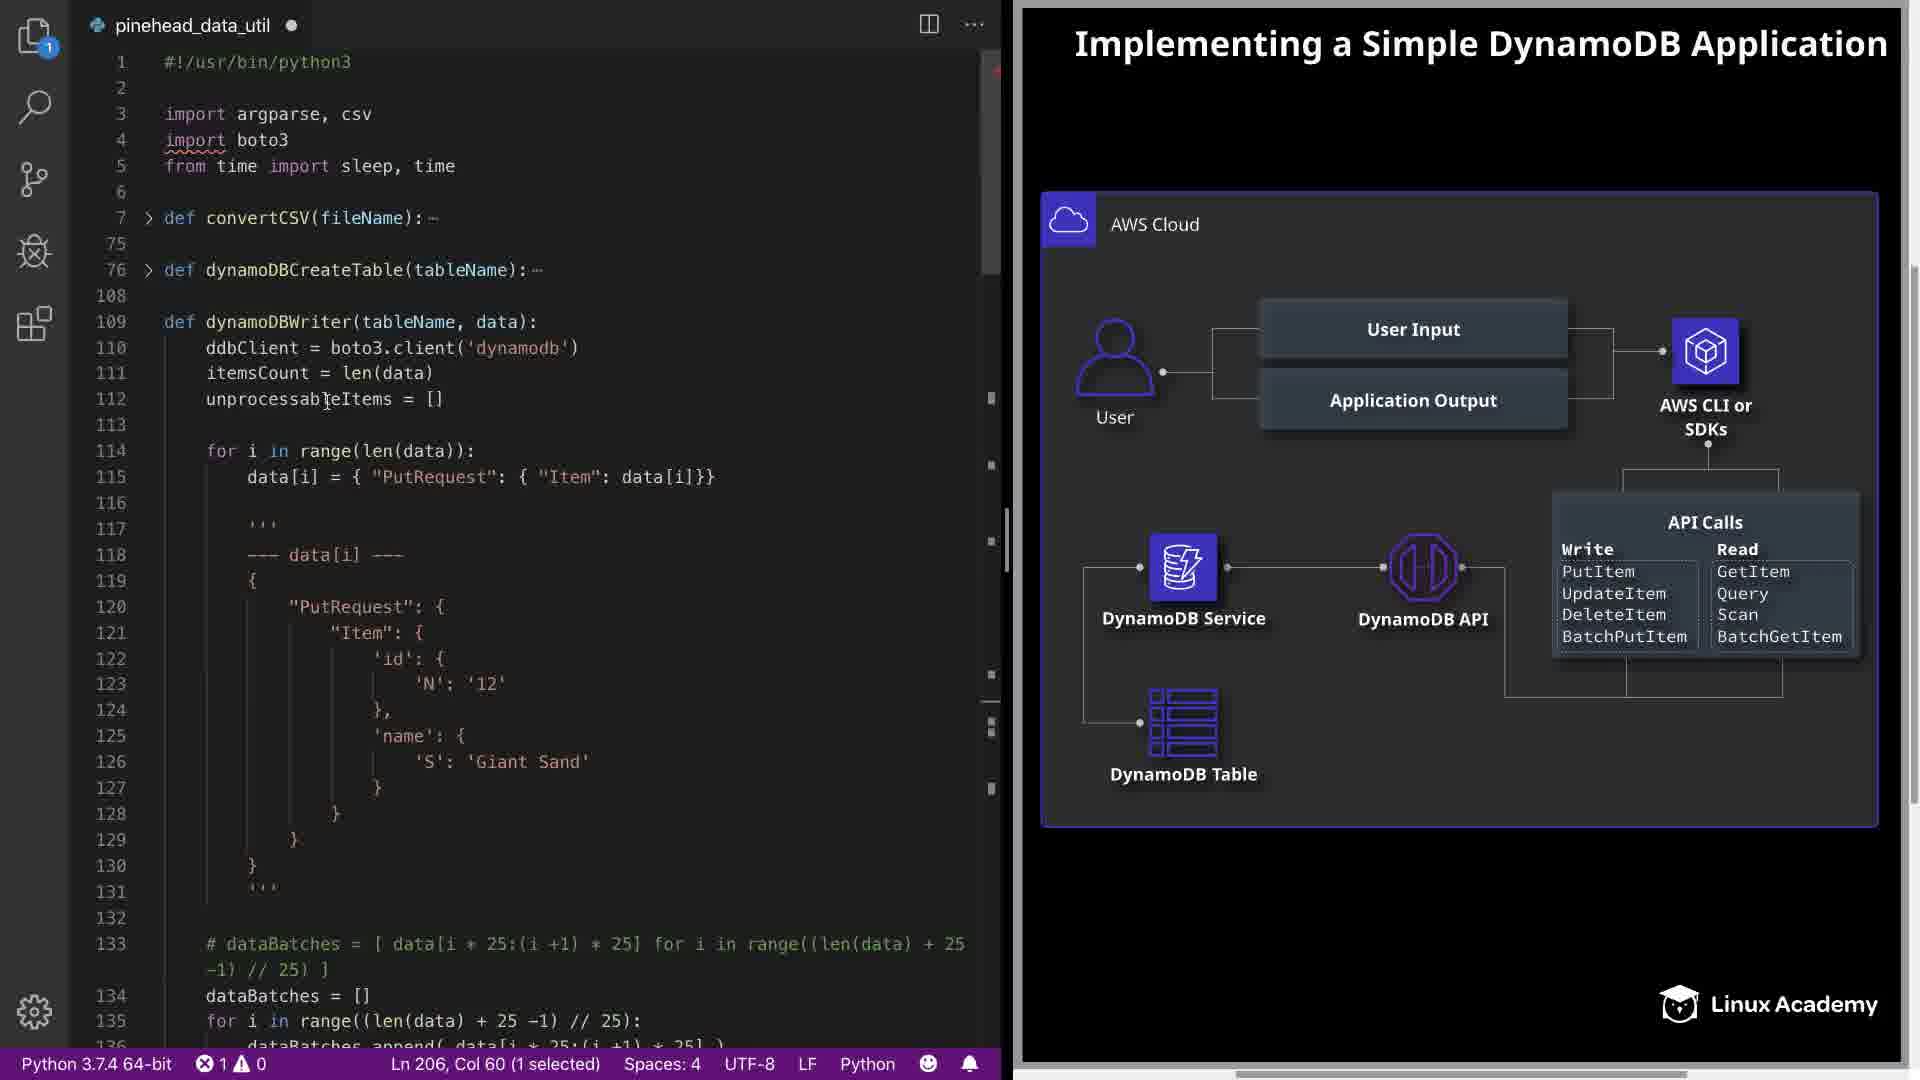 pinehead_data_util
1
1 #!/usr/bin/python3
2
3 import argparse, csv
4 import boto3
5 from time import sleep, time
6
7 def convertCSV(fileName):
75
76 def dynamoDBCreateTable(tableName):
108
109 def dynamoDBWriter(tableName, data):
110 ddbClient = boto3.client('dynamodb')
111 itemsCount = len(data)
112 unprocessableItems = []
113
114 for i in range(len(data)):
115 data[i] = { "PutRequest": { "Item": data[i]}}
116
117 '''
118 --- data[i] ---
119 {
120 "PutRequest": {
121 "Item": {
122 'id': {
123 'N': '12'
124 },
125 'name': {
126 'S': 'Giant Sand'
127 }
128 }
129 }
130 }
131 '''
132
133 # dataBatches = [ data[i * 25:(i +1) * 25] for i in range((len(data) + 25
-1) // 25) ]
134 dataBatches = []
135 for i in range((len(data) + 25 -1) // 25):
136 dataBatches.append( data[i * 25:(i +1) * 25] )
Python 3.7.4 64-bit 1 0 Ln 206, Col 60 (1 selected) Spaces: 4 UTF-8 LF Python
Implementing a Simple DynamoDB Application
AWS Cloud
User Input
Application Output
User
AWS CLI or
SDKs
API Calls
Write Read
PutItem GetItem
UpdateItem Query
DeleteItem Scan
BatchPutItem BatchGetItem
DynamoDB Service
DynamoDB API
DynamoDB Table
Linux Academy